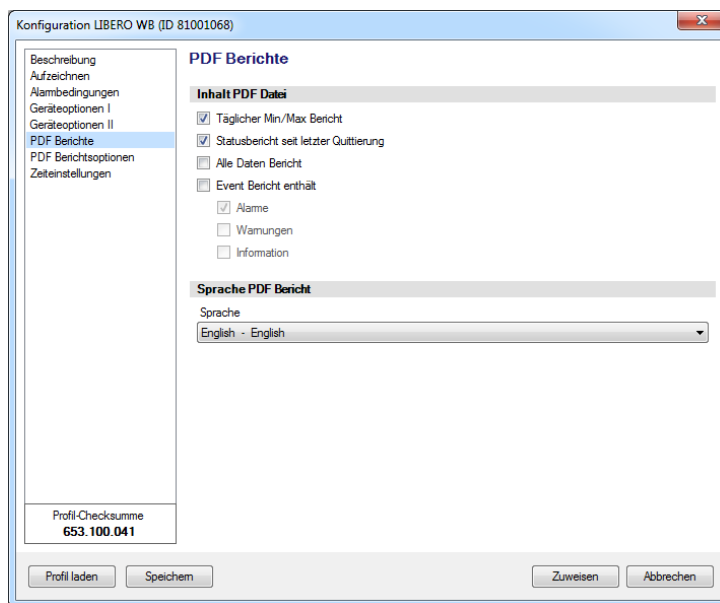 Konfiguration LIBERO WB (ID 81001068)
Beschreibung
Aufzeichnen
Alarmbedingungen
Geräteoptionen I
Geräteoptionen II
PDF Berichte
PDF Berichtsoptionen
Zeiteinstellungen
Profil-Checksumme
653.100.041
PDF Berichte
Inhalt PDF Datei
Täglicher Min/Max Bericht
Statusbericht seit letzter Quittierung
Alle Daten Bericht
Event Bericht enthält
Alarme
Warnungen
Information
Sprache PDF Bericht
Sprache
English - English
Profil laden
Speichern
Zuweisen
Abbrechen